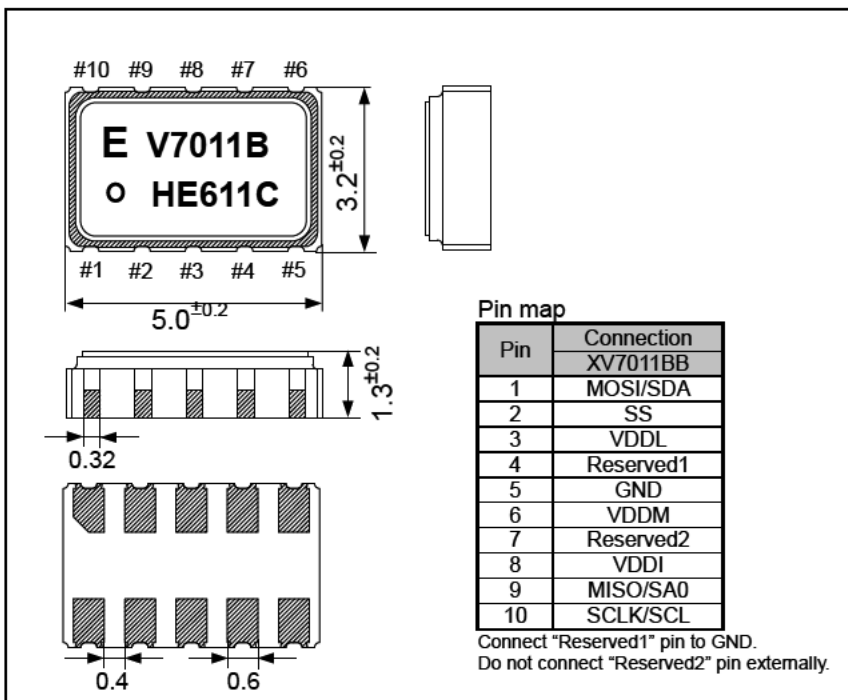 #10 #9 #8 #7 #6
E V7011B
HE611C
#1 #2 #3 #4 #5
3.2±0.2
5.0±0.2
1.3±0.2
0.32
0.4 0.6
Pin map
Pin Connection
XV7011BB
1 MOSI/SDA
2 SS
3 VDDL
4 Reserved1
5 GND
6 VDDM
7 Reserved2
8 VDDI
9 MISO/SA0
10 SCLK/SCL
Connect “Reserved1” pin to GND.
Do not connect “Reserved2” pin externally.